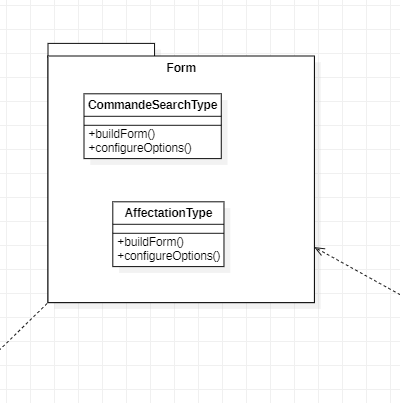 Form
CommandeSearchType
+buildForm()
+configureOptions()
AffectationType
+buildForm()
+configureOptions()